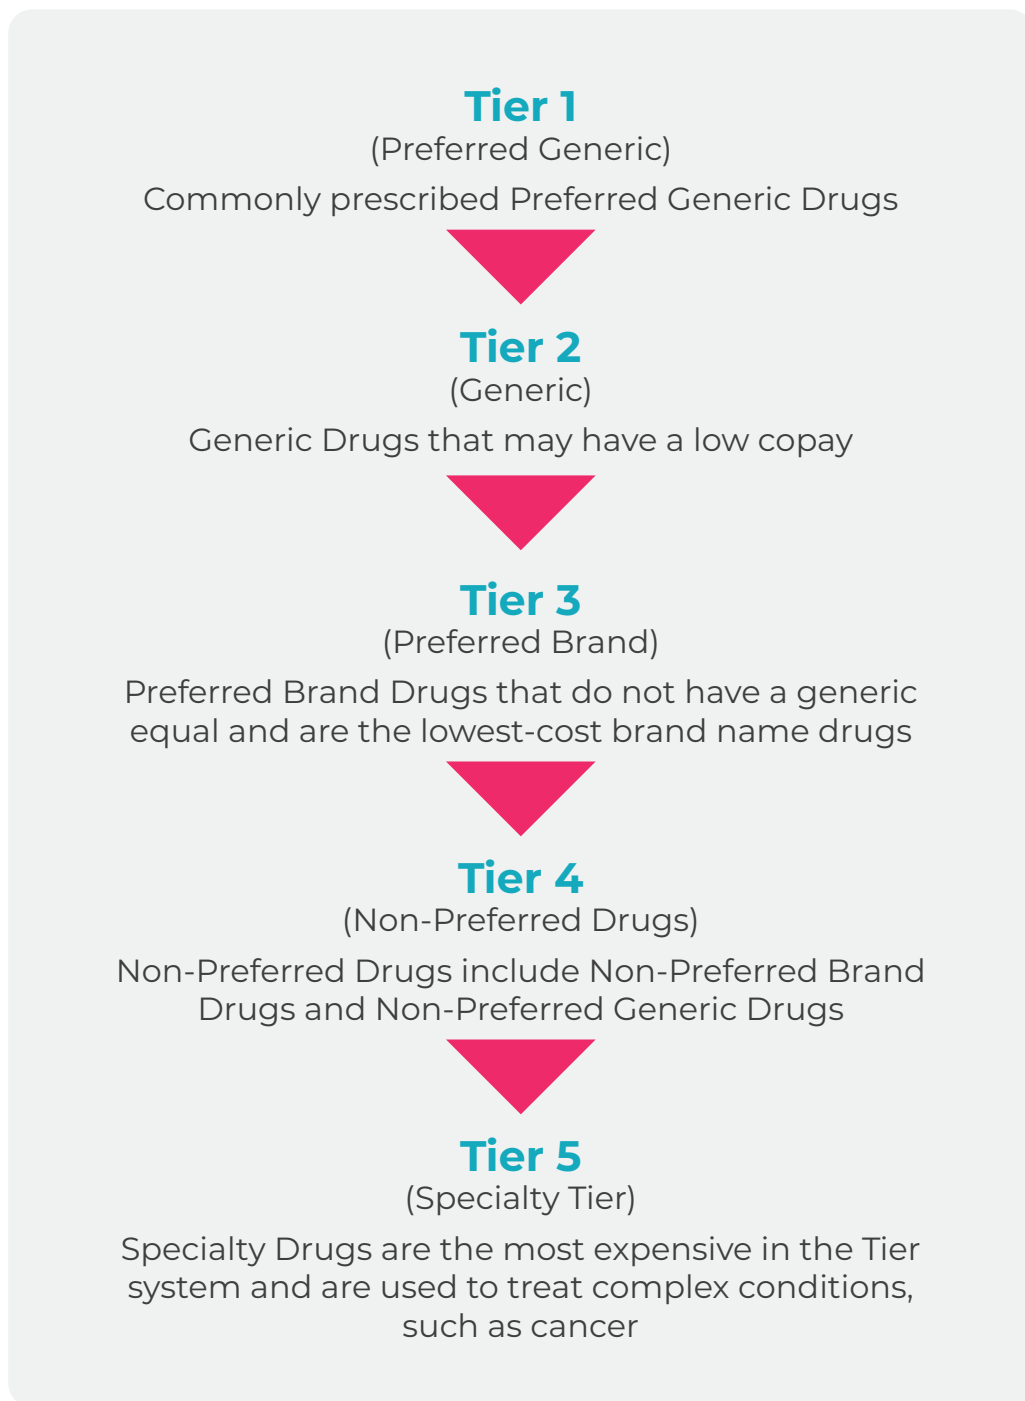 Tier 1
(Preferred Generic)
Commonly prescribed Preferred Generic Drugs
Tier 2
(Generic)
Generic Drugs that may have a low copay
Tier 3
(Preferred Brand)
Preferred Brand Drugs that do not have a generic
equal and are the lowest-cost brand name drugs
Tier 4
(Non-Preferred Drugs)
Non-Preferred Drugs include Non-Preferred Brand
Drugs and Non-Preferred Generic Drugs
Tier 5
(Specialty Tier)
Specialty Drugs are the most expensive in the Tier
system and are used to treat complex conditions,
such as cancer